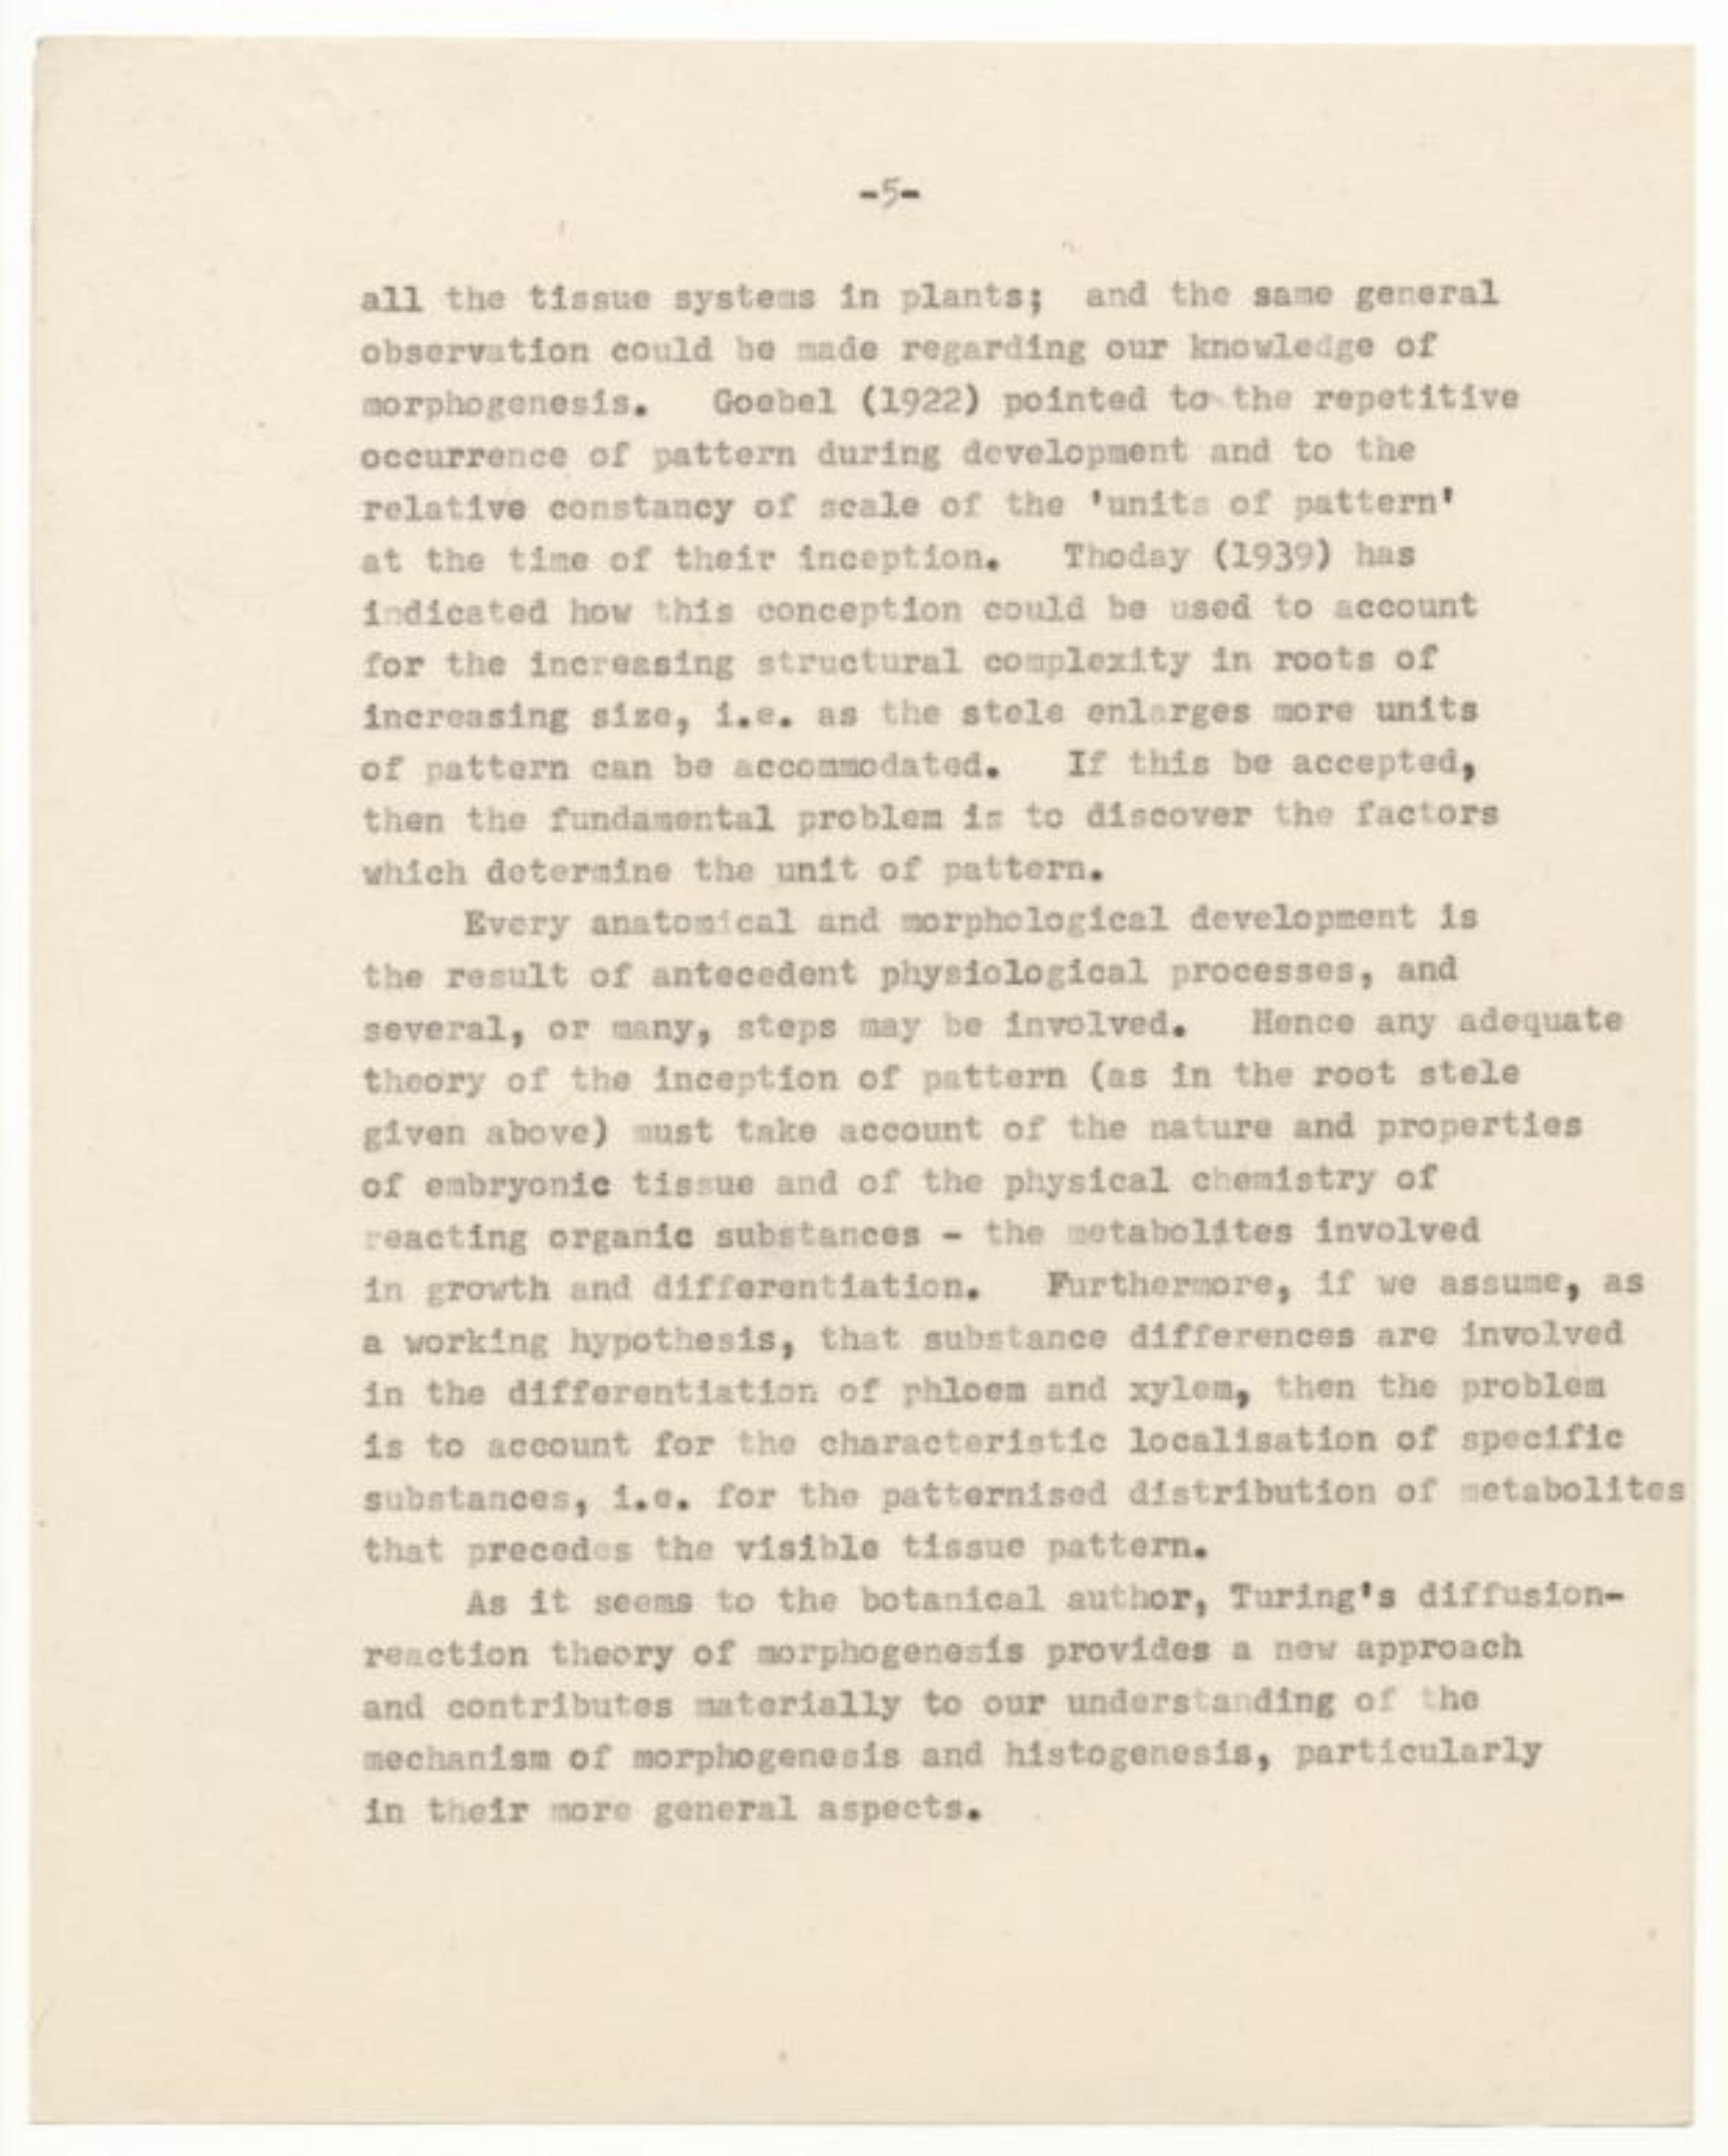 -5-
all the tissue systems in plants; and the same general
observation could be made regarding our knowledge of
morphogenesis. Goebel (1922) pointed to the repetitive
occurrence of pattern during development and to the
relative constancy of scale of the 'units of pattern'
at the time of their inception. Thoday (1939) has
indicated how this conception could be used to account
for the increasing structural complexity in roots of
increasing size, i.e. as the stele enlarges more units
of pattern can be accommodated. If this be accepted,
then the fundamental problem is to discover the factors
which determine the unit of pattern.
Every anatomical and morphological development is
the result of antecedent physiological processes, and
several, or many, steps may be involved. Hence any adequate
theory of the inception of pattern (as in the root stele
given above) must take account of the nature and properties
of embryonic tissue and of the physical chemistry of
reacting organic substances - the metabolites involved
in growth and differentiation. Furthermore, if we assume, as
a working hypothesis, that substance differences are involved
in the differentiation of phloem and xylem, then the problem
is to account for the characteristic localisation of specific
substances, i.e. for the patternised distribution of metabolites
that precedes the visible tissue pattern.
As it seems to the botanical author, Turing's diffusion-
reaction theory of morphogenesis provides a new approach
and contributes materially to our understanding of the
mechanism of morphogenesis and histogenesis, particularly
in their more general aspects.